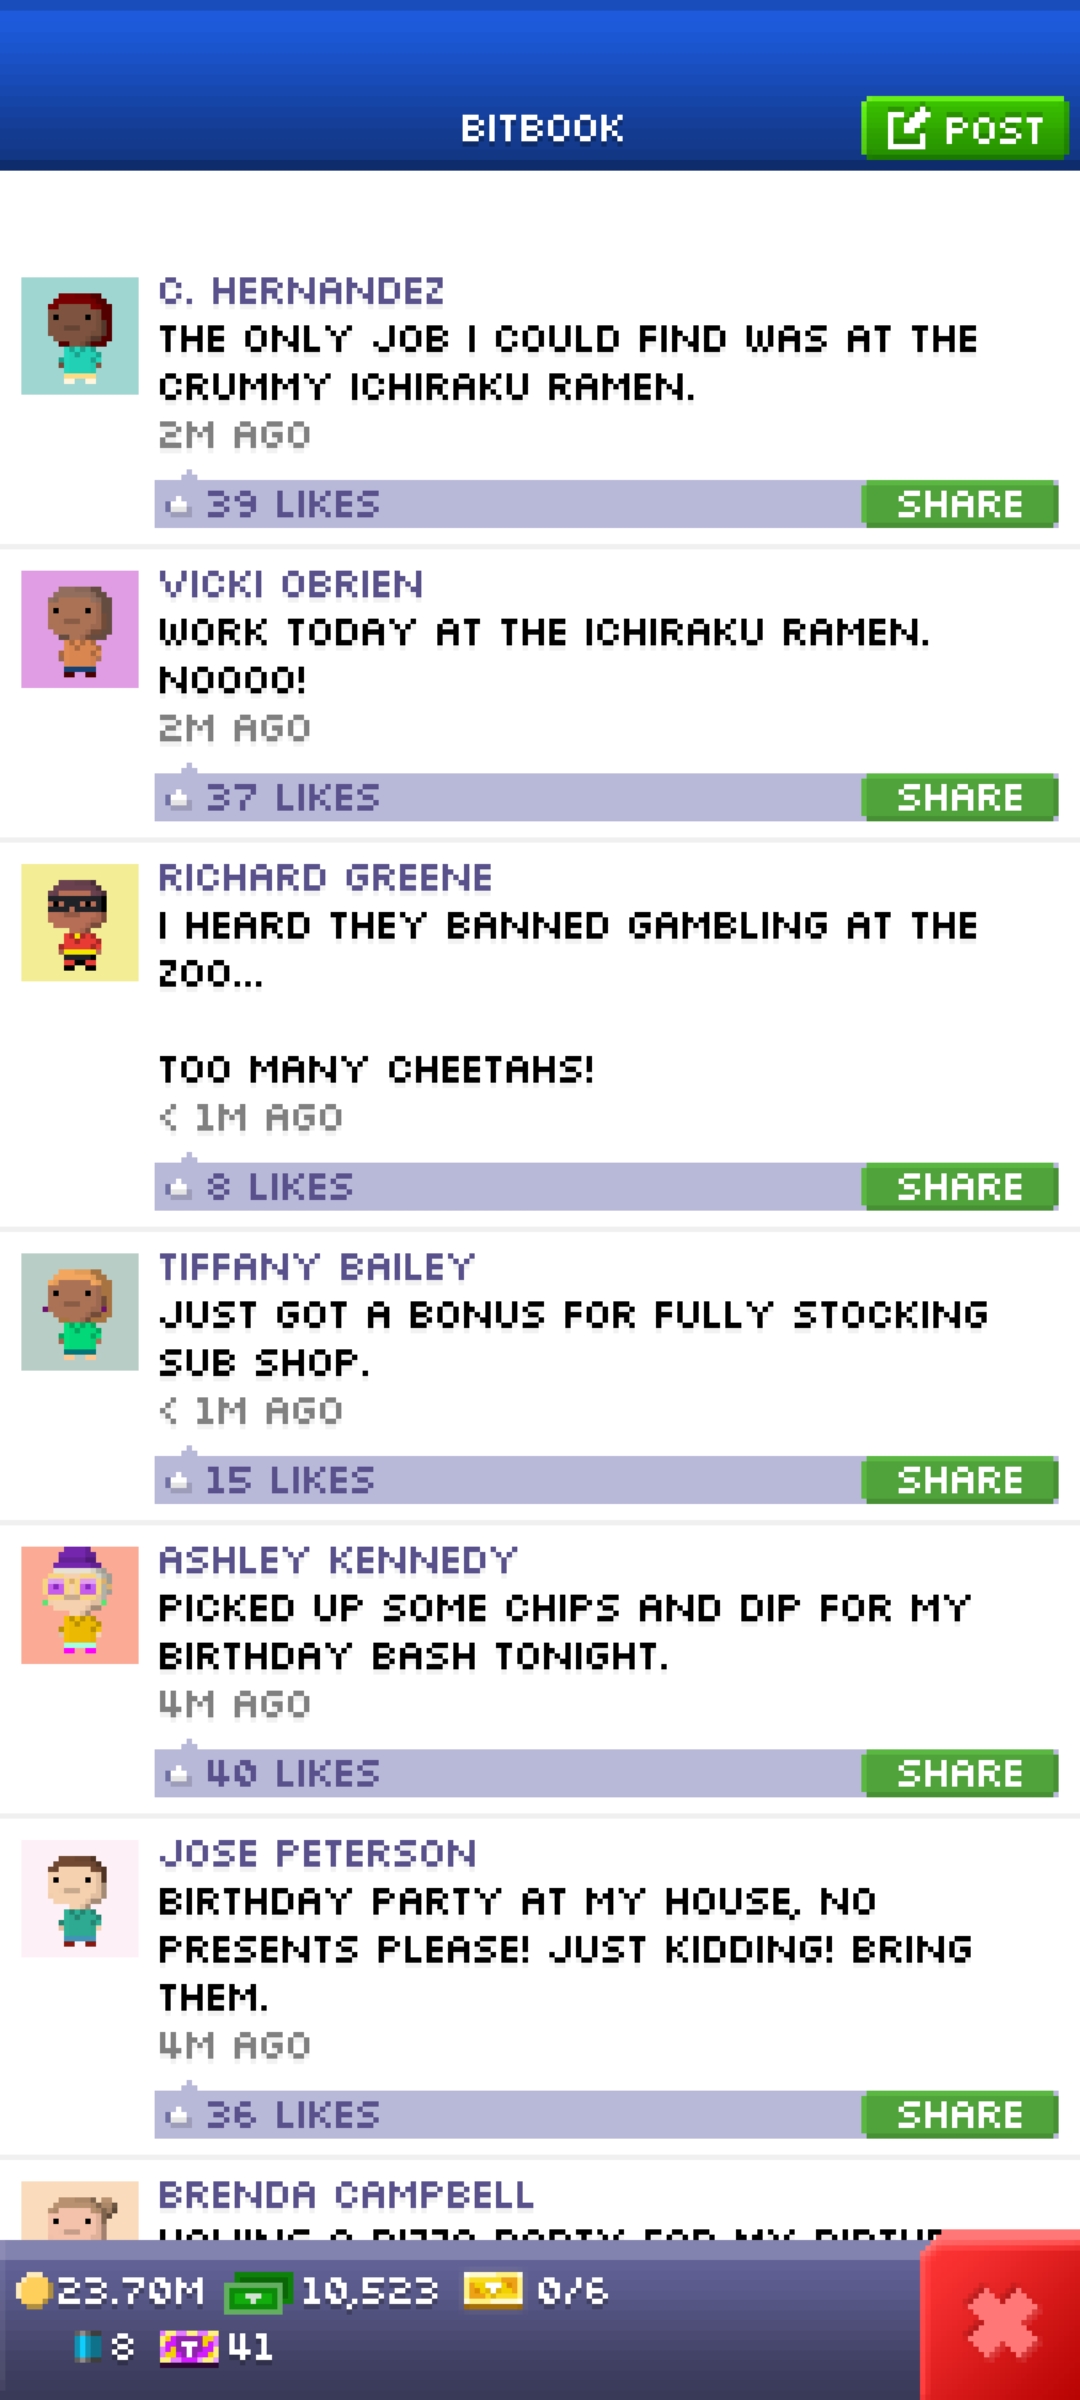 BITBOOK
POST
C. HERNANDEZ
THE ONLY JOB I COULD FIND WAS AT THE
CRUMMY ICHIRAKU RAMEN.
2M AGO
39 LIKES
SHARE
VICKI OBRIEN
WORK TODAY AT THE ICHIRAKU RAMEN.
NOOOO!
2M AGO
37 LIKES
SHARE
RICHARD GREENE
I HEARD THEY BANNED GAMBLING AT THE
ZOO...
TOO MANY CHEETAHS!
< 1M AGO
8 LIKES
SHARE
TIFFANY BAILEY
JUST GOT A BONUS FOR FULLY STOCKING
SUB SHOP.
< 1M AGO
15 LIKES
SHARE
ASHLEY KENNEDY
PICKED UP SOME CHIPS AND DIP FOR MY
BIRTHDAY BASH TONIGHT.
4M AGO
40 LIKES
SHARE
JOSE PETERSON
BIRTHDAY PARTY AT MY HOUSE, NO
PRESENTS PLEASE! JUST KIDDING! BRING
THEM.
4M AGO
36 LIKES
SHARE
BRENDA CAMPBELL
A PIZZA PARTY FOR MY
23.70M 10,523 0/6
8 T 41